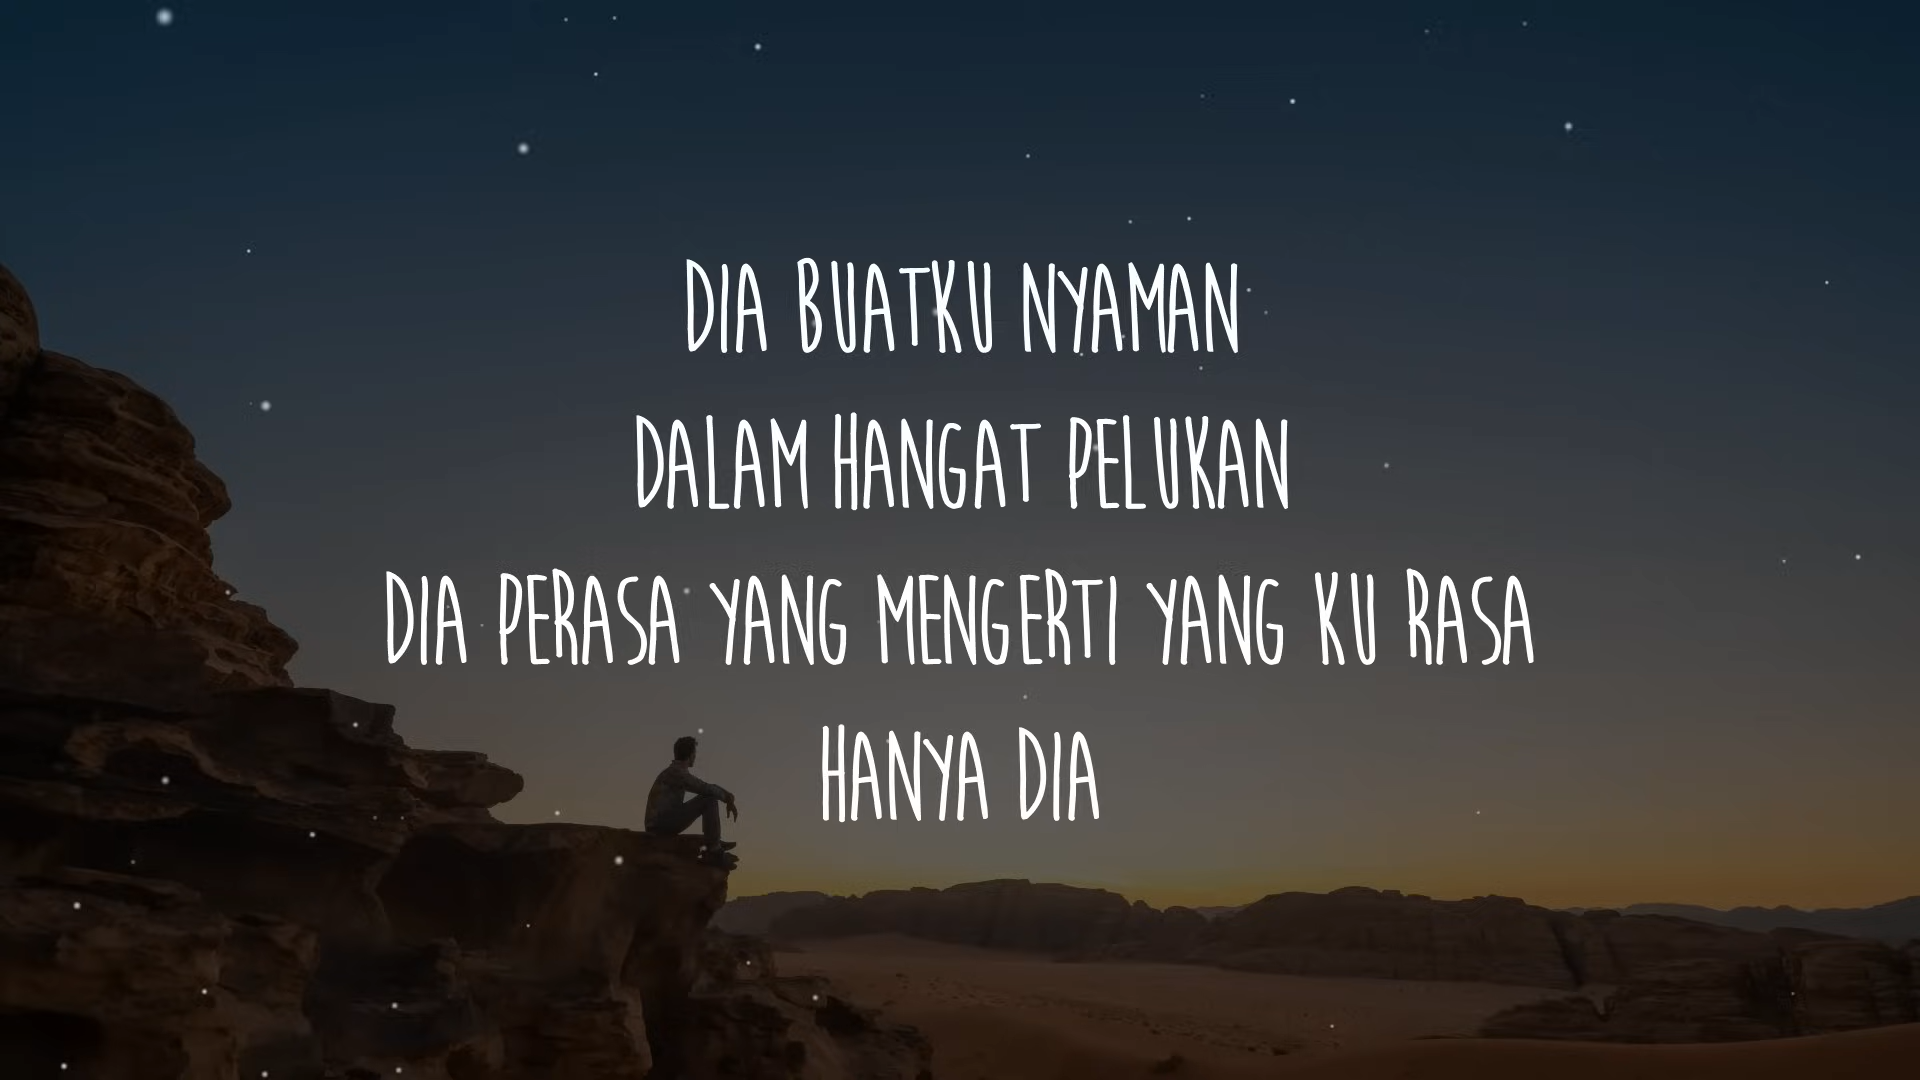 DIA BUATKU NYAMAN
DALAM HANGAT PELUKAN
DIA PERASA YANG MENGERTI YANG KU RASA
HANYA DIA